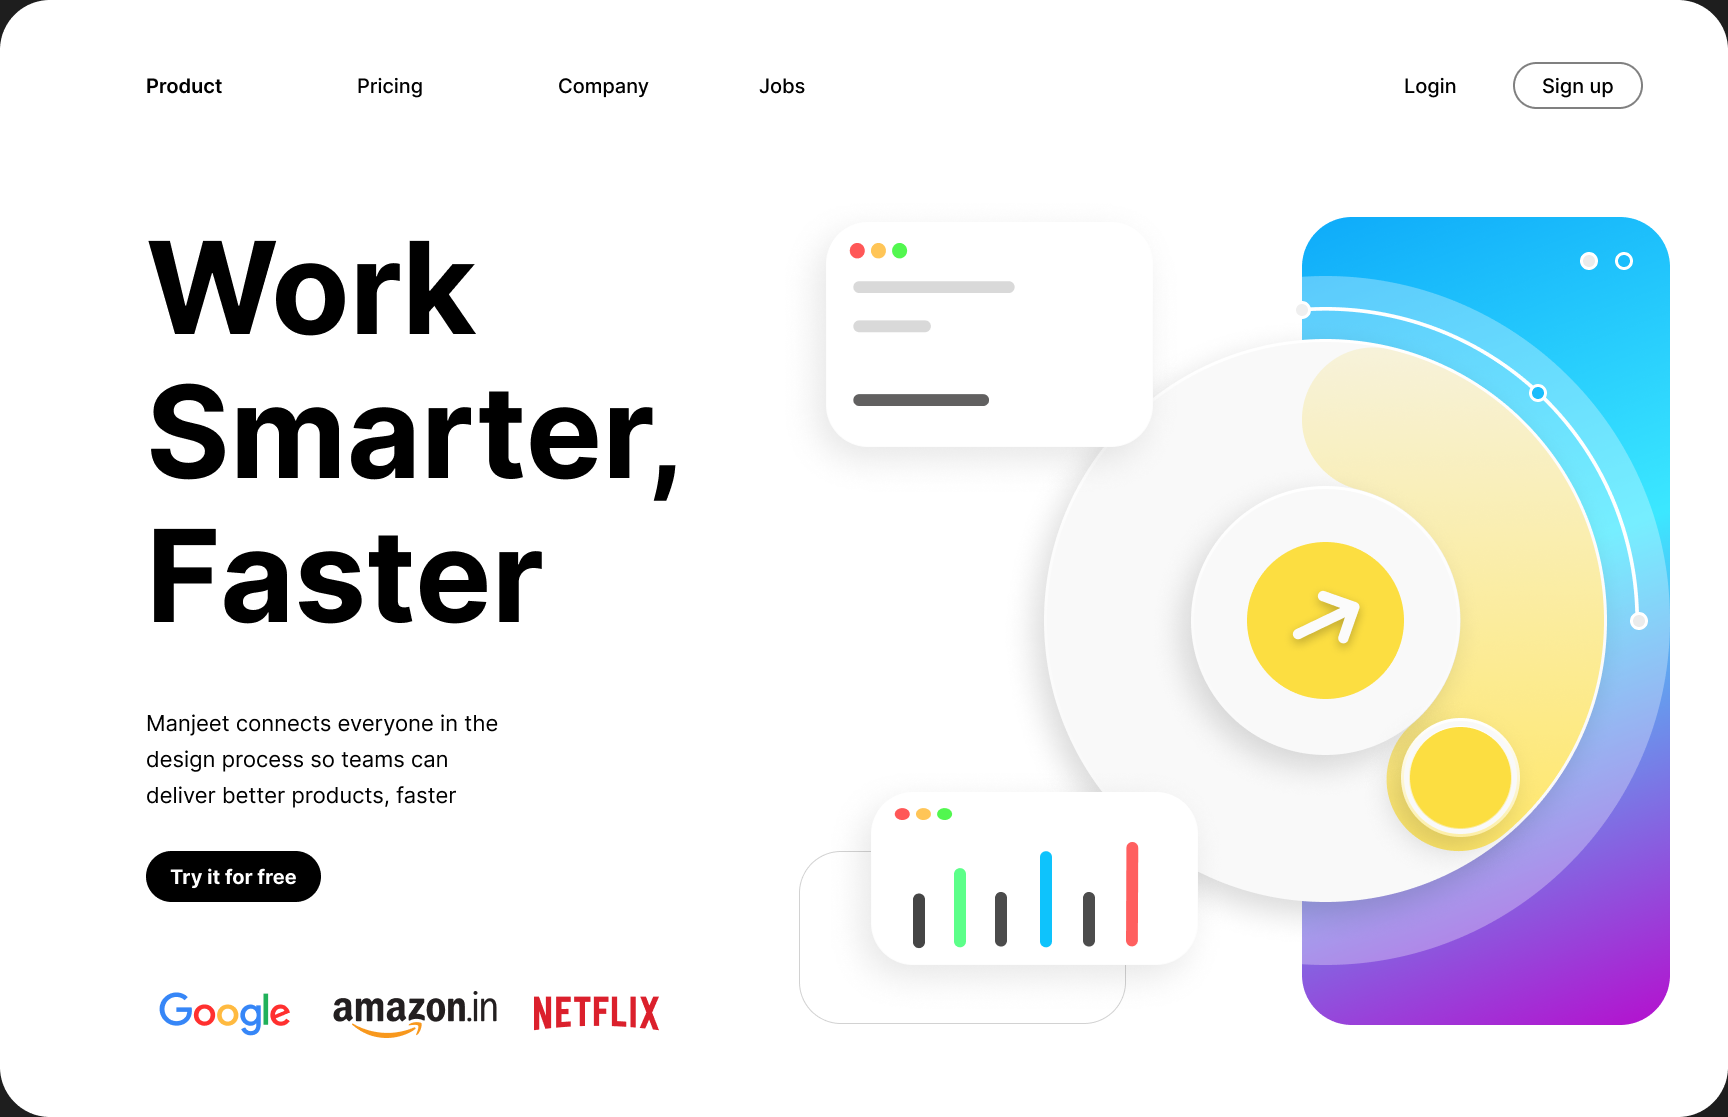 Product Pricing Company Jobs Login Sign up
Work
Smarter,
Faster
Manjeet connects everyone in the
design process so teams can
deliver better products, faster
Try it for free
Google amazon.in NETFLIX